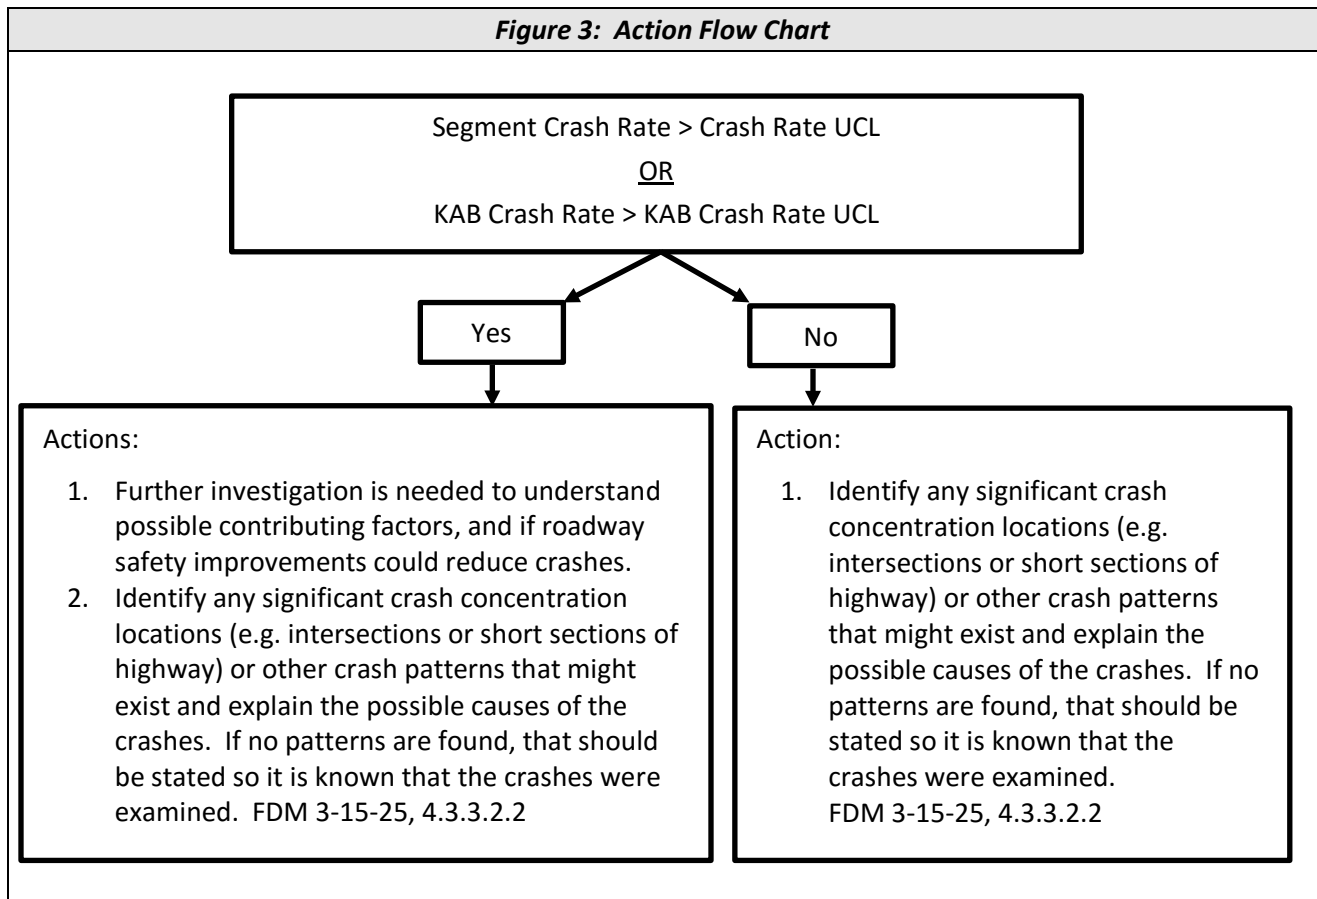 Figure 3: Action Flow Chart
Segment Crash Rate > Crash Rate UCL
OR
KAB Crash Rate > KAB Crash Rate UCL
Yes
No
Actions:
1. Further investigation is needed to understand
possible contributing factors, and if roadway
safety improvements could reduce crashes.
2. Identify any significant crash concentration
locations (e.g. intersections or short sections of
highway) or other crash patterns that might
exist and explain the possible causes of the
crashes. If no patterns are found, that should
be stated so it is known that the crashes were
examined. FDM 3-15-25, 4.3.3.2.2
Action:
1. Identify any significant crash
concentration locations (e.g.
intersections or short sections of
highway) or other crash patterns
that might exist and explain the
possible causes of the crashes. If no
patterns are found, that should be
stated so it is known that the
crashes were examined.
FDM 3-15-25, 4.3.3.2.2